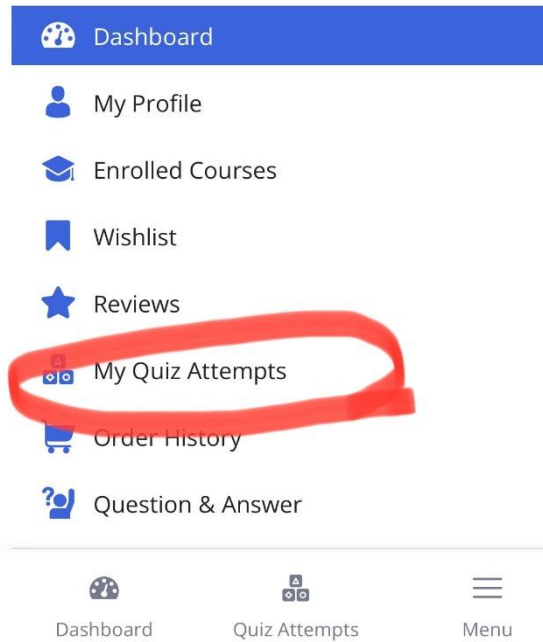 Dashboard
My Profile
Enrolled Courses
Wishlist
Reviews
My Quiz Attempts
Order History
Question & Answer
Dashboard Quiz Attempts Menu